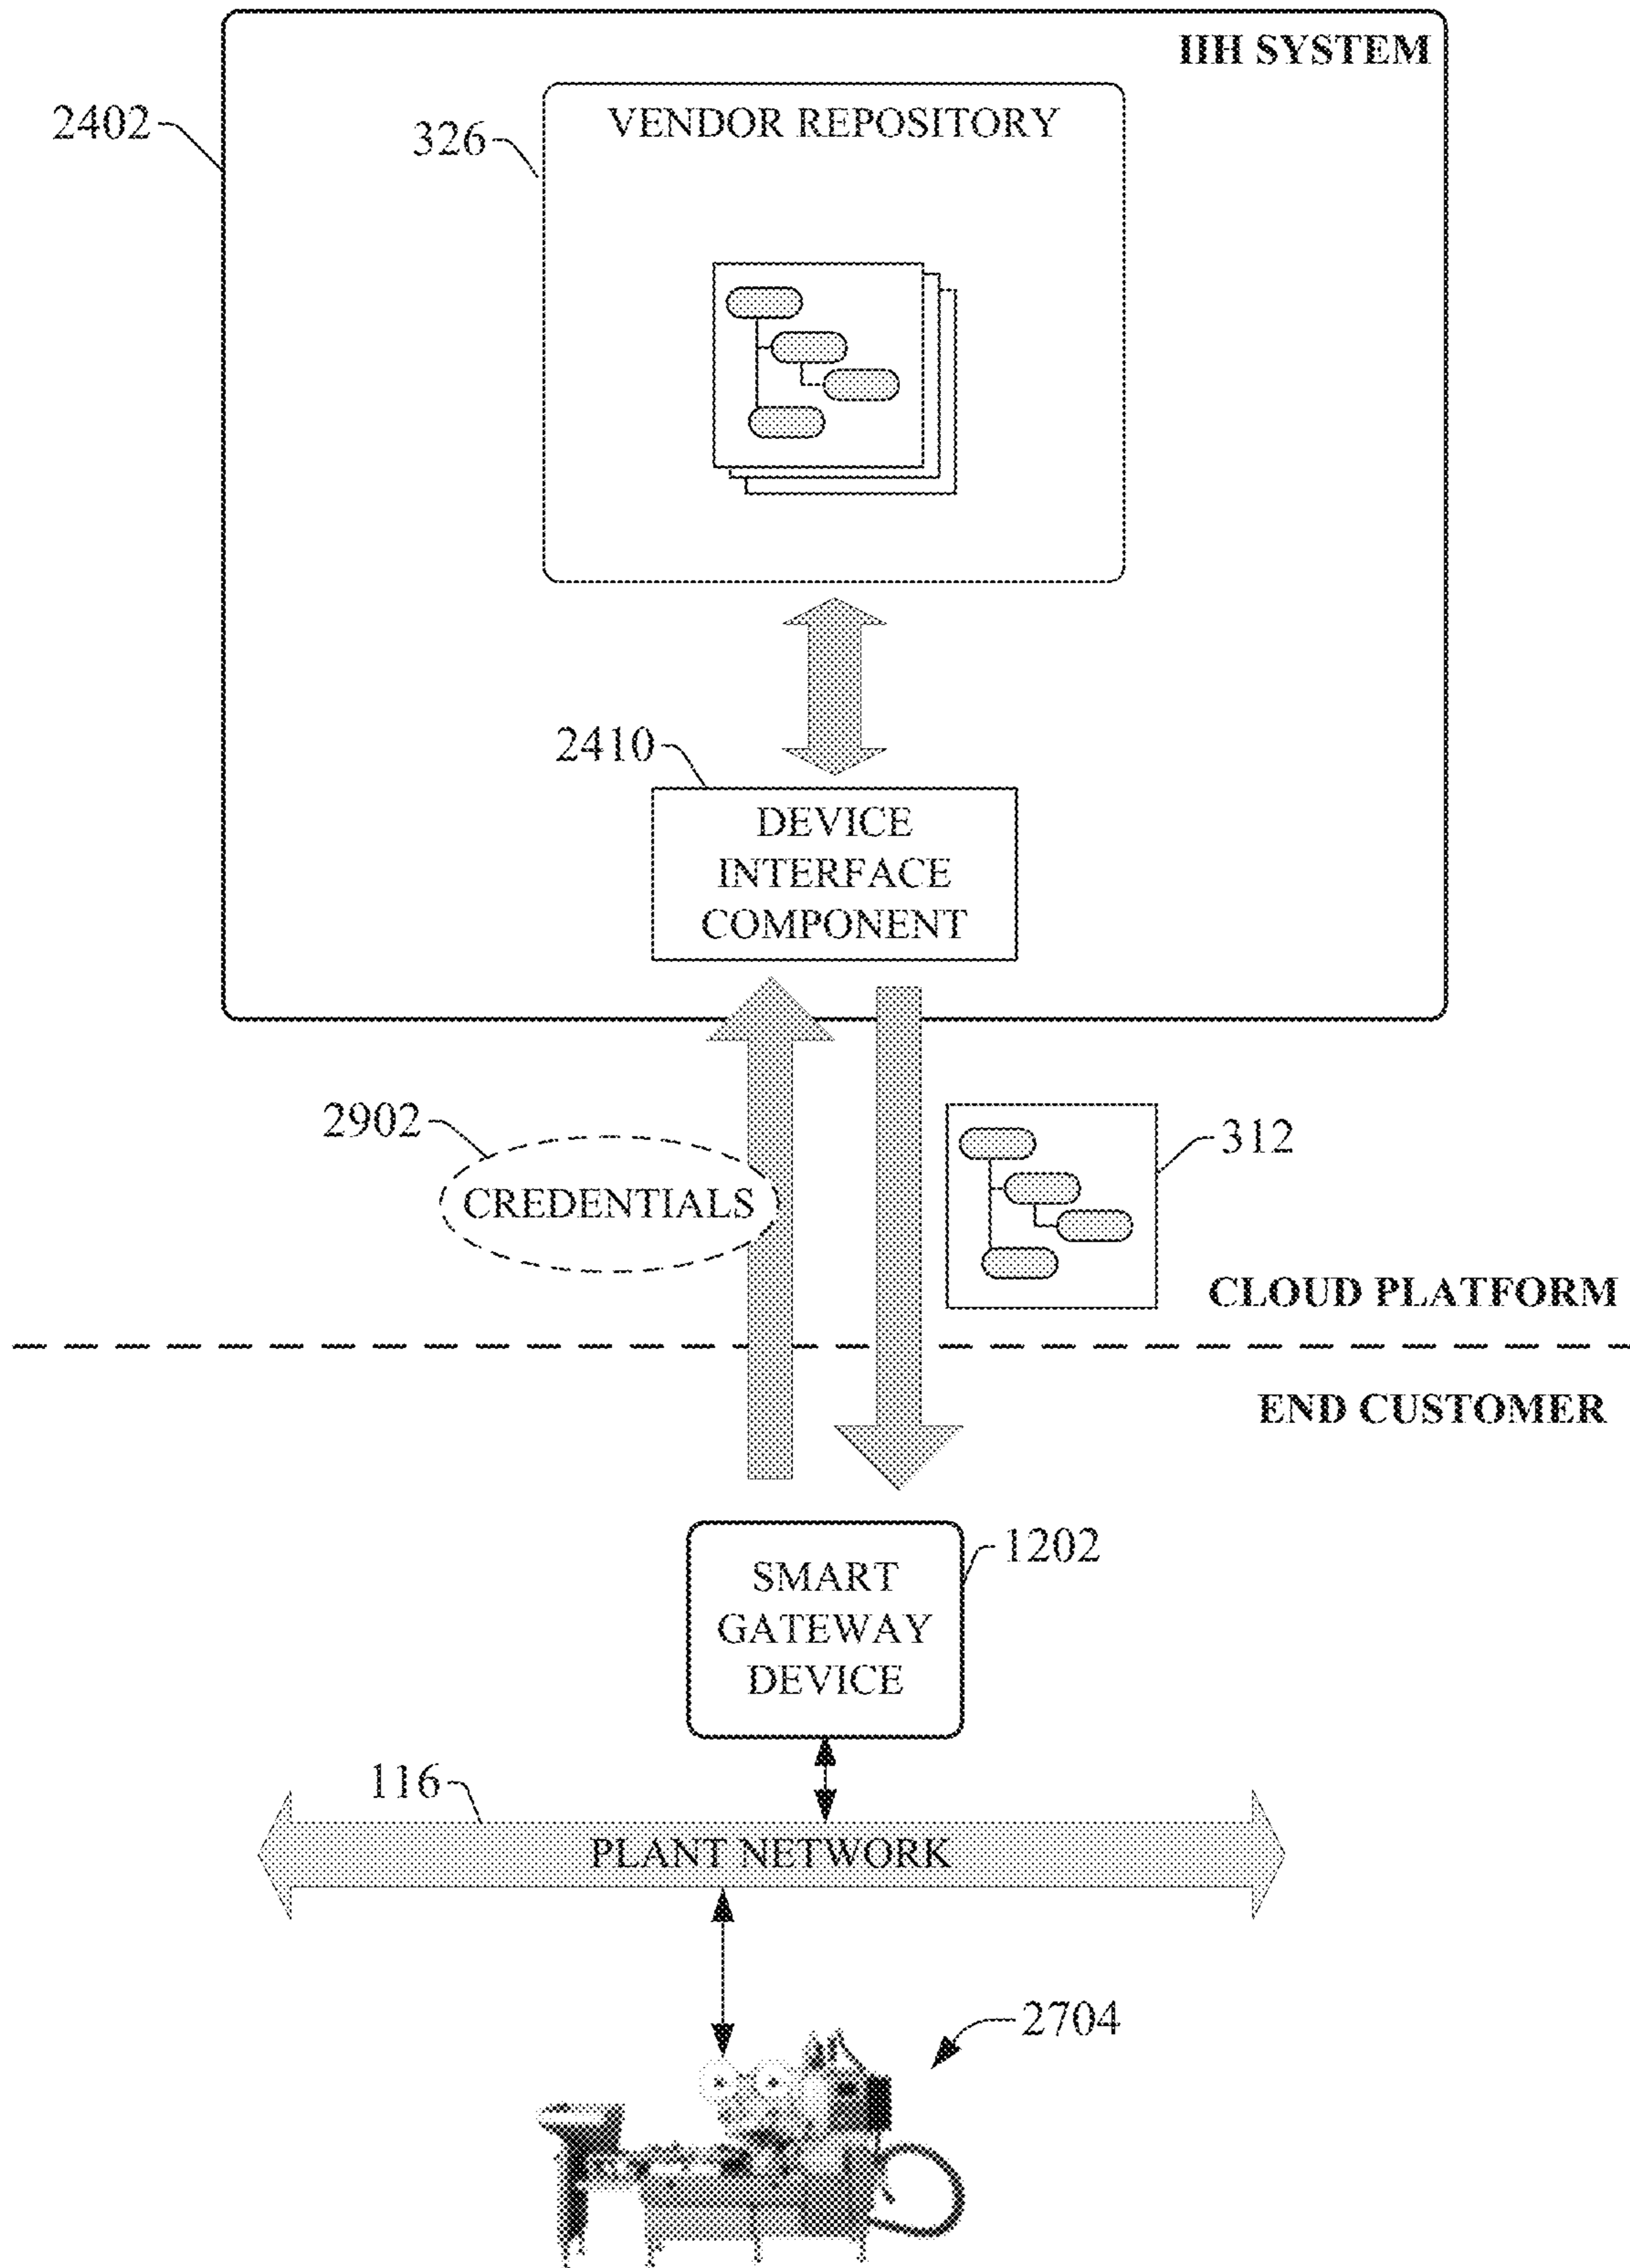 IIH SYSTEM
2402
326
VENDOR REPOSITORY
2410
DEVICE
INTERFACE
COMPONENT
2902
CREDENTIALS
312
CLOUD PLATFORM
END CUSTOMER
1202
SMART
GATEWAY
DEVICE
116
PLANT NETWORK
2704